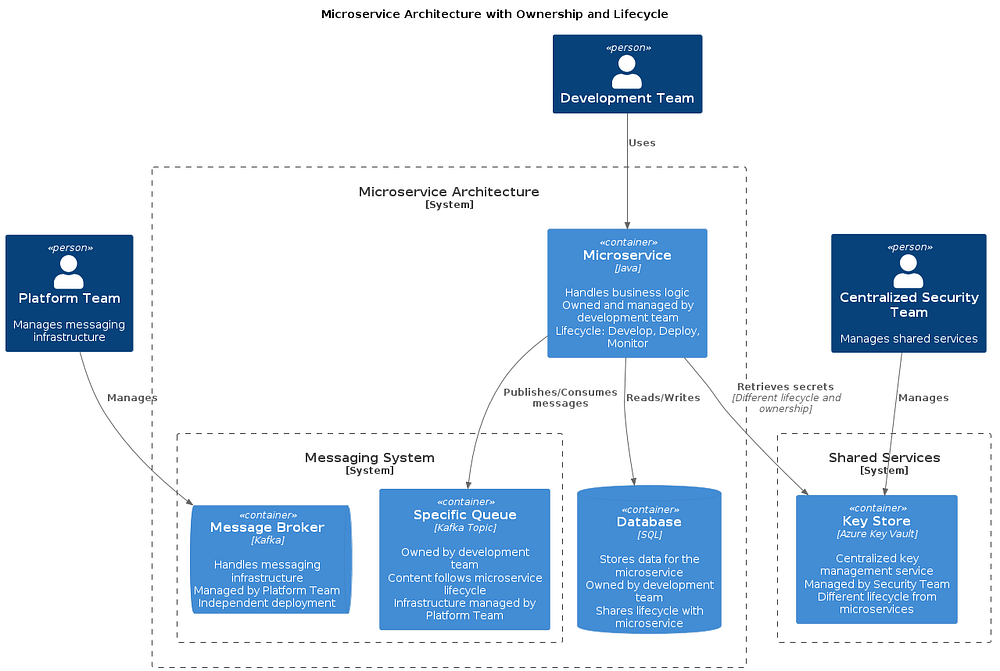 Microservice Architecture with Ownership and Lifecycle
«person»
Development Team
Uses
Microservice Architecture
[System]
«person»
Platform Team
Manages messaging
infrastructure
«container»
Microservice
[Java]
Handles business logic
Owned and managed by
development team
Lifecycle: Develop, Deploy,
Monitor
«person»
Centralized Security
Team
Manages shared services
Manages
Publishes/Consumes
messages
Reads/Writes
Retrieves secrets
[Different lifecycle and
ownership]
Manages
Messaging System
[System]
Shared Services
[System]
«container»
Message Broker
[Kafka]
Handles messaging
infrastructure
Managed by Platform Team
Independent deployment
«container»
Specific Queue
[Kafka Topic]
Owned by development
team
Content follows microservice
lifecycle
Infrastructure managed by
Platform Team
«container»
Database
[SQL]
Stores data for the
microservice
Owned by development
team
Shares lifecycle with
microservice
«container»
Key Store
[Azure Key Vault]
Centralized key
management service
Managed by Security Team
Different lifecycle from
microservices